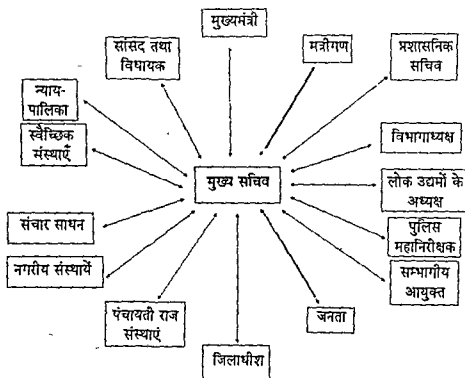 मुख्यमंत्री
सांसद तथा
विधायक
मत्रीगण
प्रशासनिक
सचिव
न्याय-
पालिका
स्वैच्छिक
संस्थाएँ
विभागाध्यक्ष
मुख्य सचिव
लोक उद्यमों के
अध्यक्ष
संचार साधन
पुलिस
महानिरीक्षक
नगरीय संस्थायें
सम्भागीय
आयुक्त
पंचायती राज
संस्थाएं
जनता
जिलाधीश